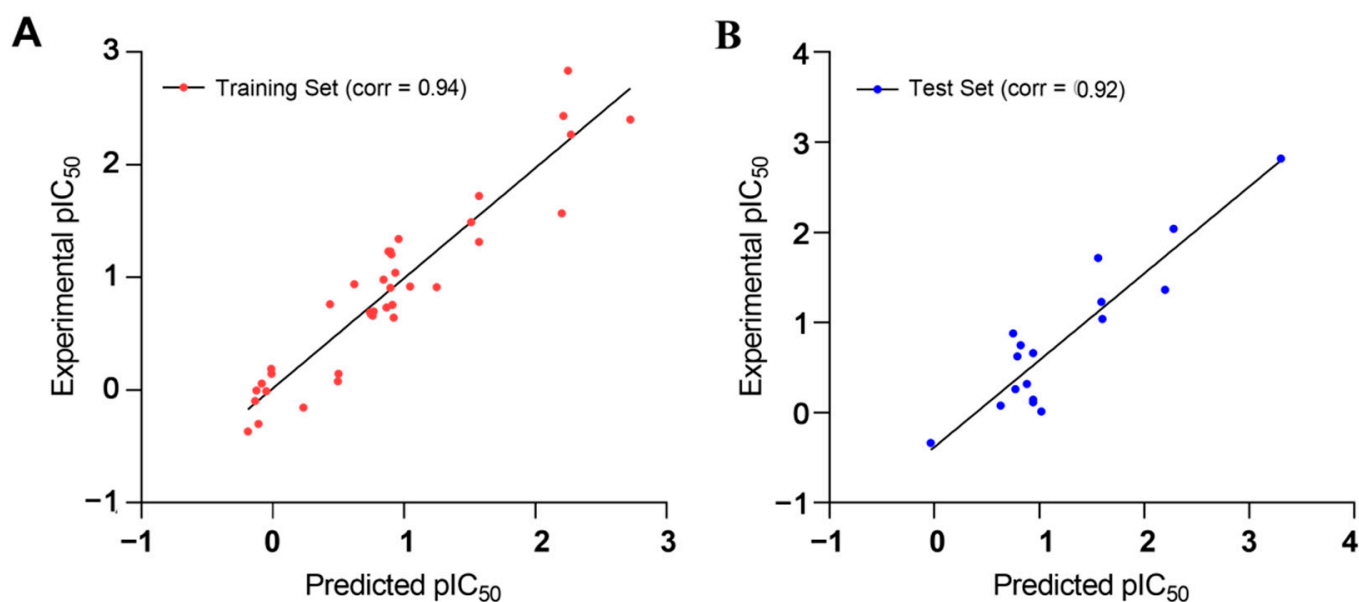 A
3
2
1
0
−1
−1 0 1 2 3
Experimental pIC50
Predicted pIC50
Training Set (corr = 0.94)
B
4
3
2
1
0
−1
−1 0 1 2 3 4
Experimental pIC50
Predicted pIC50
Test Set (corr = 0.92)